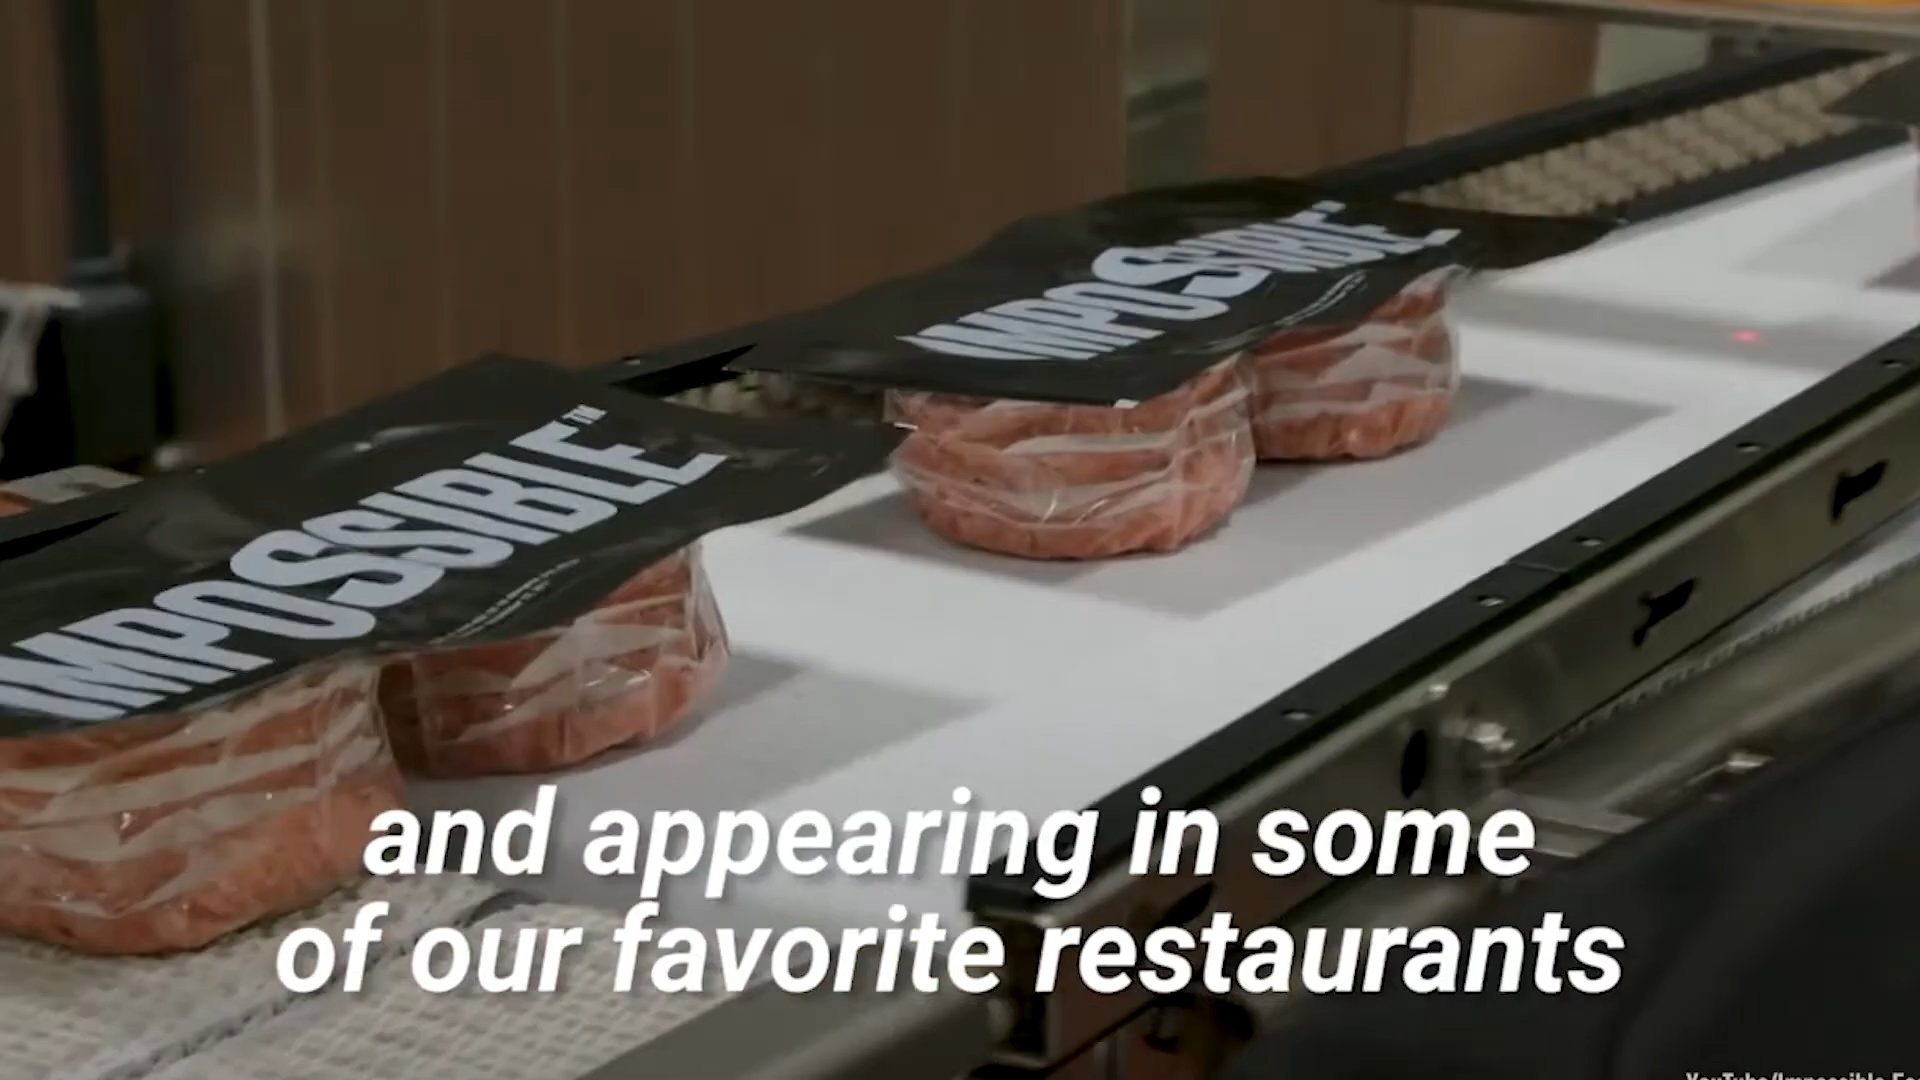 IMPOSSIBLE™
IMPOSSIBLE™
and appearing in some
of our favorite restaurants